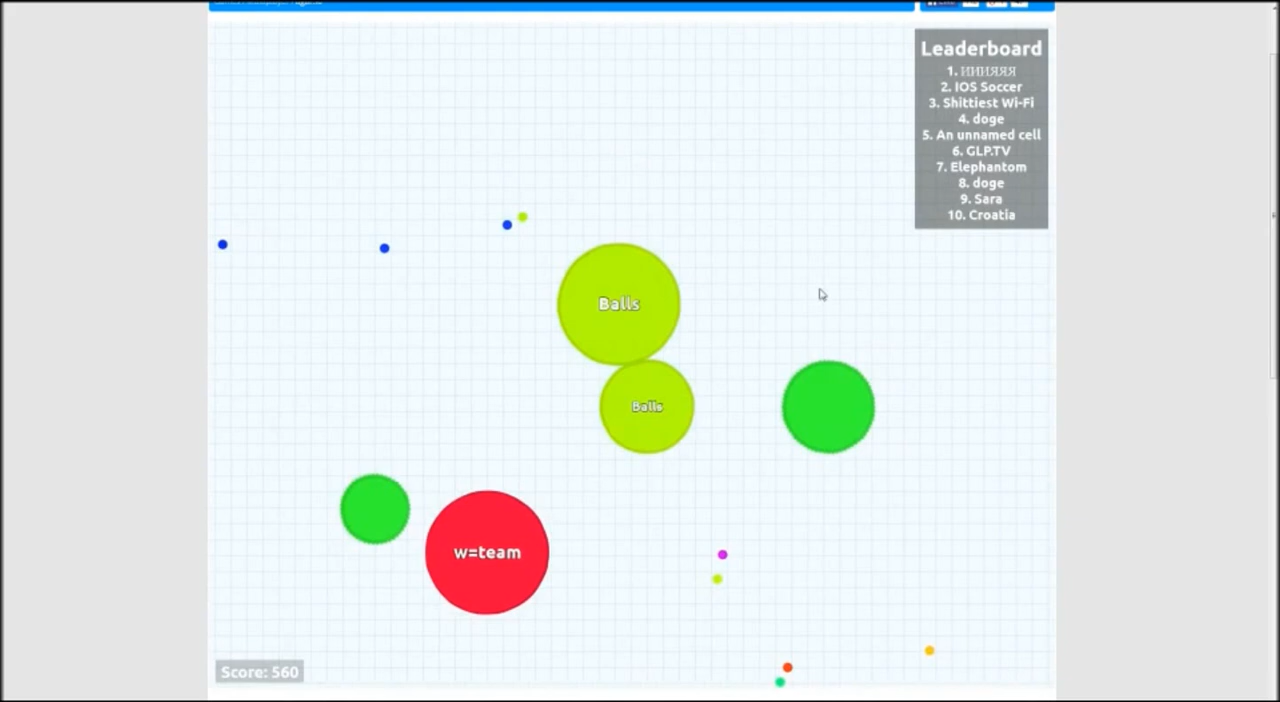 Leaderboard
1. ИИИЯЯЯ
2. IOS Soccer
3. Shittiest Wi-Fi
4. doge
5. An unnamed cell
6. GLP.TV
7. Elephantom
8. doge
9. Sara
10. Croatia
Balls
Balls
w=team
Score: 560